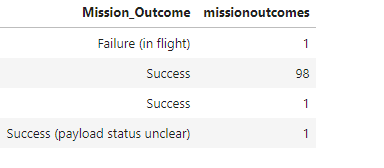 Mission_Outcome missionoutcomes
Failure (in flight) 1
Success 98
Success 1
Success (payload status unclear) 1